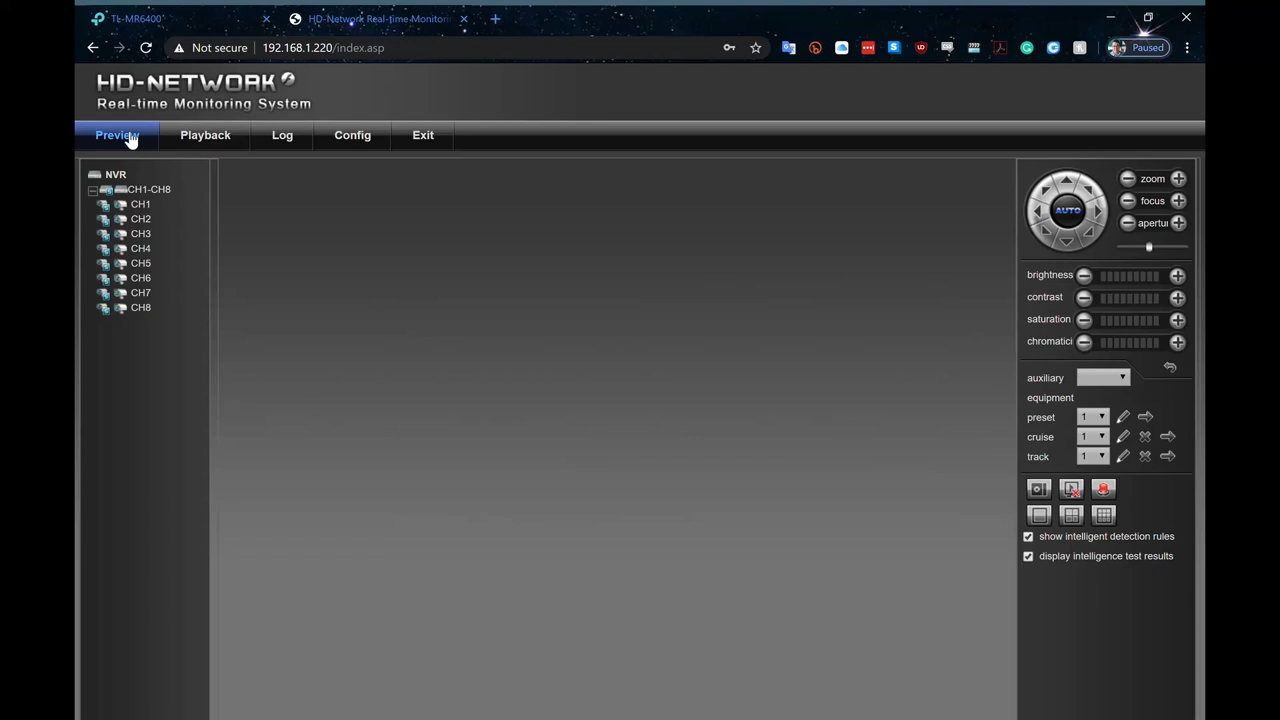 TL-MR6400
HD-Network Real-time Monitorin
Not secure 192.168.1.220/index.asp
Paused
HD-NETWORK
Real-time Monitoring System
Preview Playback Log Config Exit
NVR
CH1-CH8
CH1
CH2
CH3
CH4
CH5
CH6
CH7
CH8
AUTO
zoom
focus
apertu
brightness
contrast
saturation
chromatici
auxiliary
equipment
preset 1
cruise 1
track 1
show intelligent detection rules
display intelligence test results